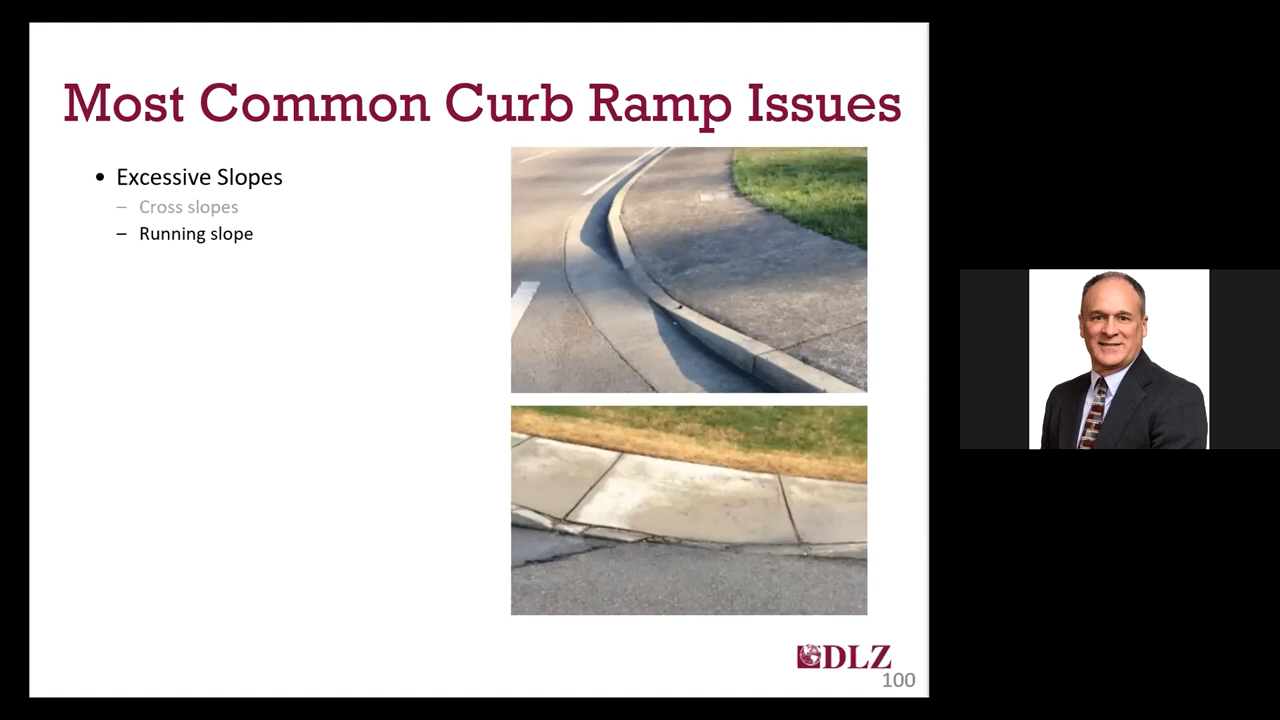 Most Common Curb Ramp Issues
• Excessive Slopes
– Cross slopes
– Running slope
DLZ
100